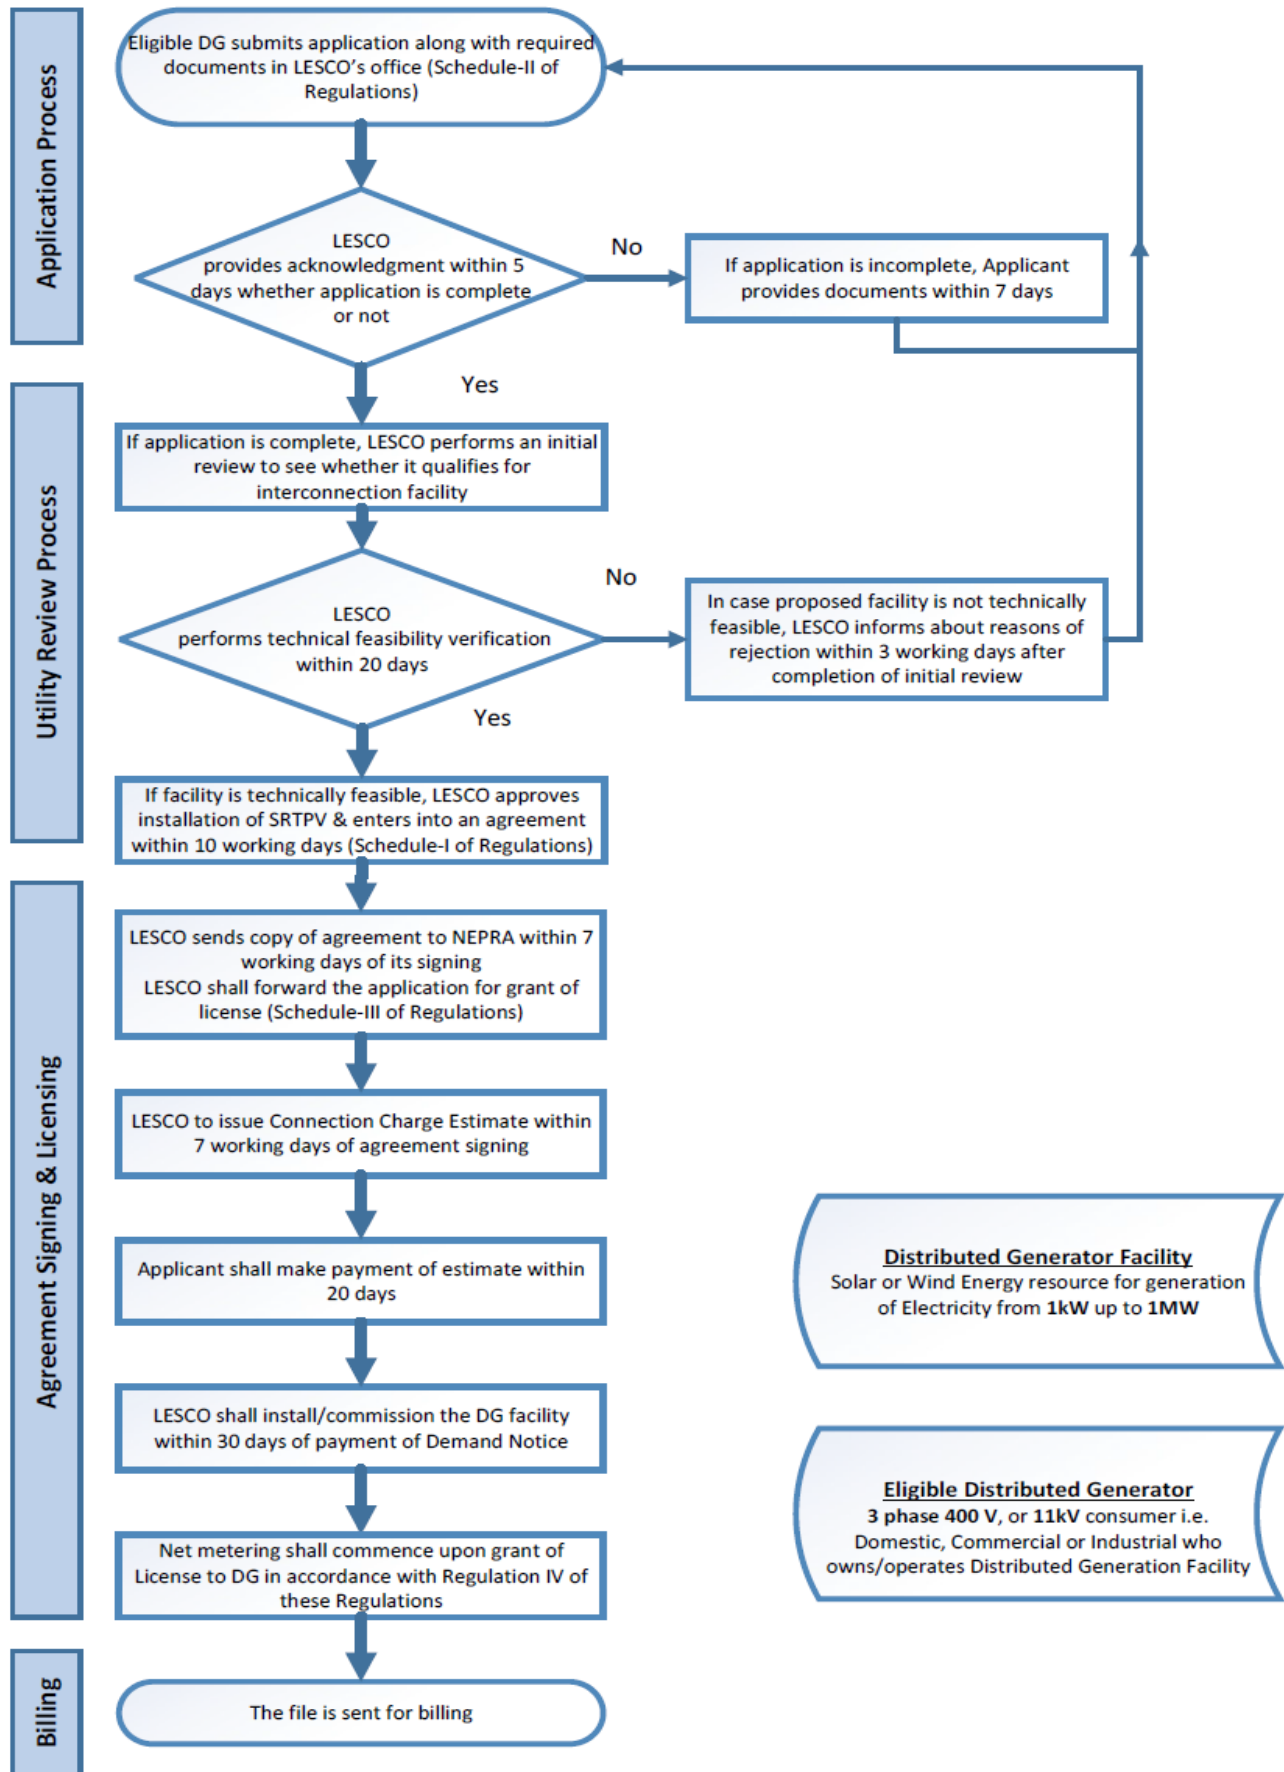 Application Process
Eligible DG submits application along with required
documents in LESCO's office (Schedule-II of
Regulations)
LESCO
provides acknowledgment within 5
days whether application is complete
or not
No
If application is incomplete, Applicant
provides documents within 7 days
Yes
Utility Review Process
If application is complete, LESCO performs an initial
review to see whether it qualifies for
interconnection facility
LESCO
performs technical feasibility verification
within 20 days
No
In case proposed facility is not technically
feasible, LESCO informs about reasons of
rejection within 3 working days after
completion of initial review
Yes
If facility is technically feasible, LESCO approves
installation of SRTPV & enters into an agreement
within 10 working days (Schedule-I of Regulations)
Agreement Signing & Licensing
LESCO sends copy of agreement to NEPRA within 7
working days of its signing
LESCO shall forward the application for grant of
license (Schedule-III of Regulations)
LESCO to issue Connection Charge Estimate within
7 working days of agreement signing
Applicant shall make payment of estimate within
20 days
LESCO shall install/commission the DG facility
within 30 days of payment of Demand Notice
Net metering shall commence upon grant of
License to DG in accordance with Regulation IV of
these Regulations
Distributed Generator Facility
Solar or Wind Energy resource for generation
of Electricity from 1kW up to 1MW
Eligible Distributed Generator
3 phase 400 V, or 11kV consumer i.e.
Domestic, Commercial or Industrial who
owns/operates Distributed Generation Facility
Billing
The file is sent for billing